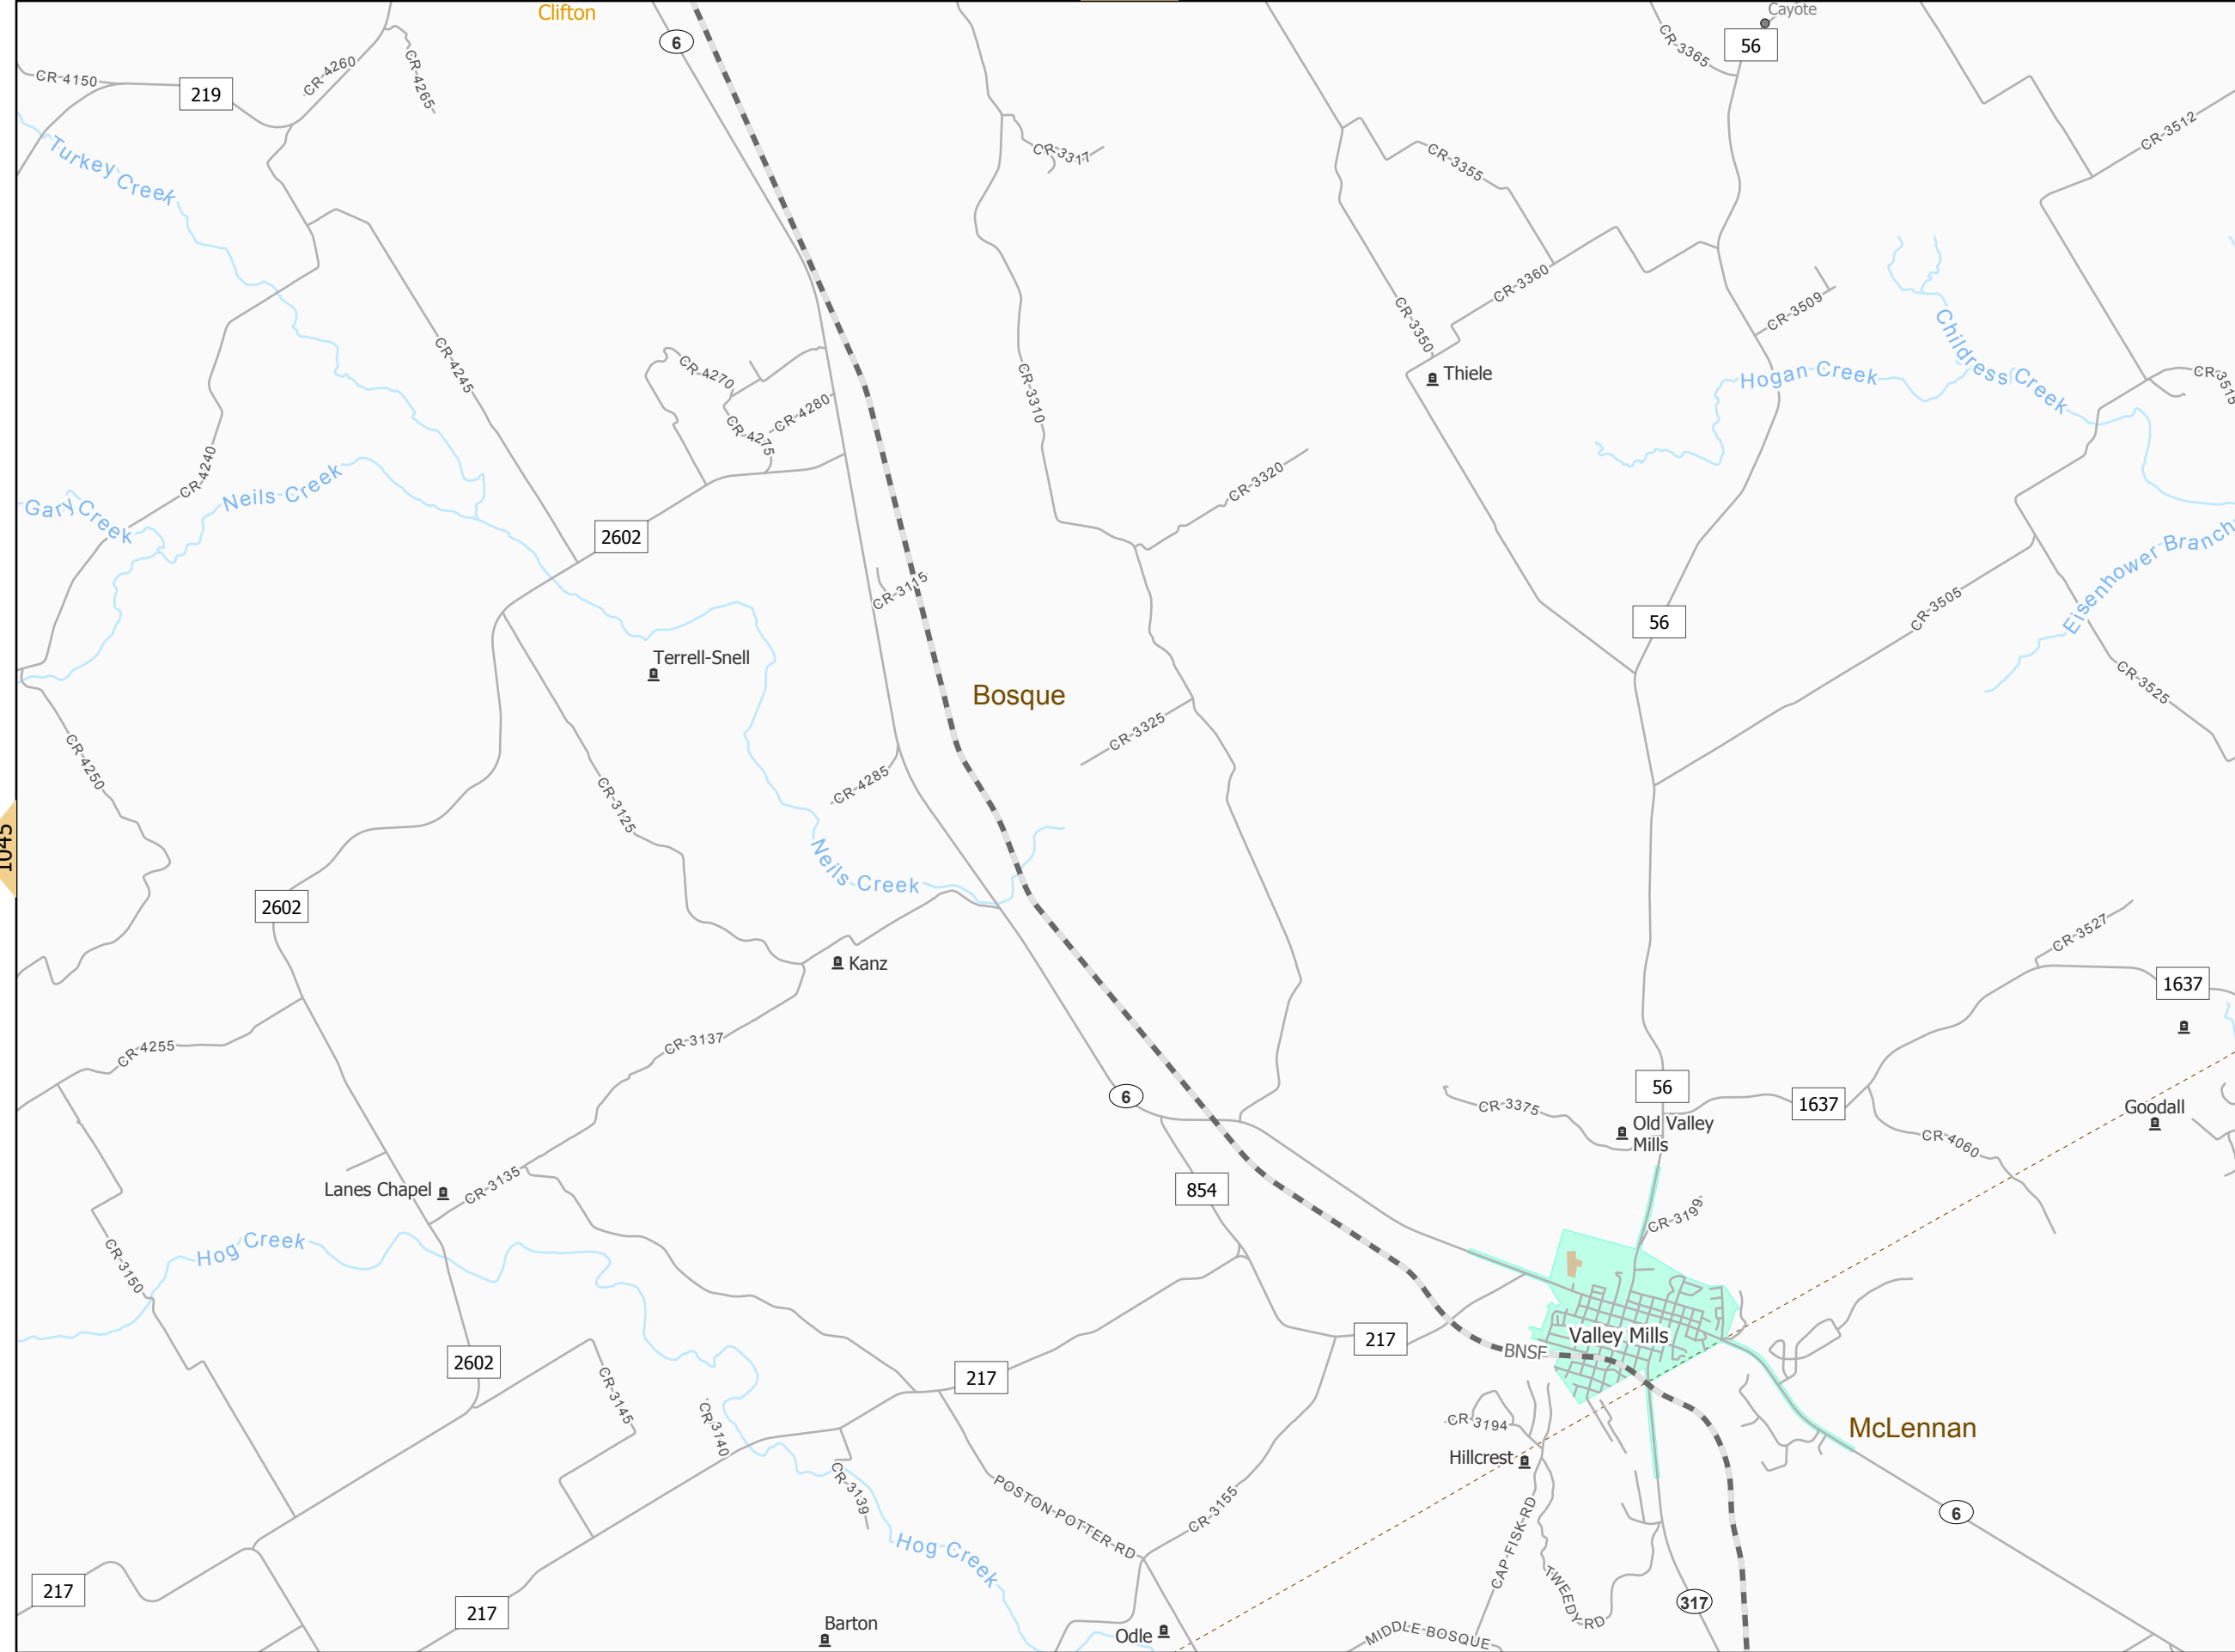 Clifton
Cayote
6
56
CR-3365
CR-4150
CR-4260
CR-4265
219
CR-3512
Turkey Creek
CR-3317
CR-3355
CR-3360
CR-3509
CR-3350
Childress Creek
CR-4245
CR-4270
CR-3310
Thiele
Hogan Creek
CR-3515
CR-4280
CR-4275
CR-4240
CR-3320
Neils Creek
Gary Creek
2602
Eisenhower Branch
CR-3115
CR-3505
56
Terrell-Snell
Bosque
CR-3525
CR-3325
CR-4250
CR-4285
CR-3125
1045
Neils Creek
2602
CR-3527
Kanz
1637
CR-3137
CR-4255
6
56
1637
CR-3375
Goodall
Old Valley
Mills
CR-4060
Lanes Chapel
CR-3135
854
CR-3199
Hog Creek
CR-3150
2602
217
Valley Mills
BNSF
217
CR-3145
CR-3140
CR-3194
McLennan
Hillcrest
CR-3139
POSTON-POTTER-RD
CR-3155
6
CAP-FISK-RD
Hog Creek
TWEEDY-RD
217
217
317
Barton
Odle
MIDDLE-BOSQUE